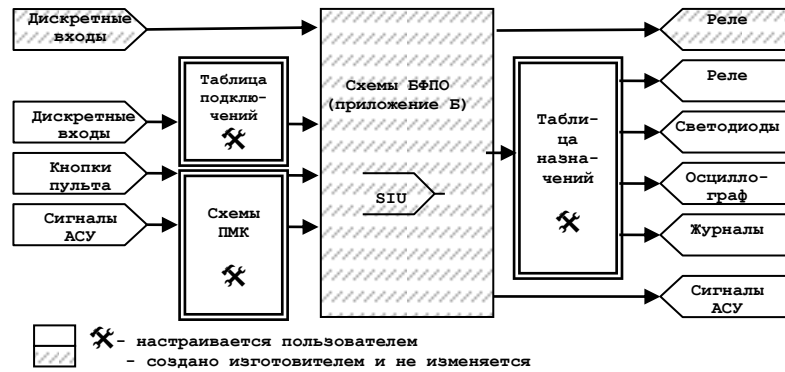 Дискретные
входы
Дискретные
входы
Кнопки
пульта
Сигналы
АСУ
Таблица
подклю-
чений
Схемы
ПМК
Схемы БФПО
(приложение Б)
SIU
Табли-
ца
назна-
чений
Реле
Реле
Светодиоды
Осцилло-
граф
Журналы
Сигналы
АСУ
- настраивается пользователем
- создано изготовителем и не изменяется